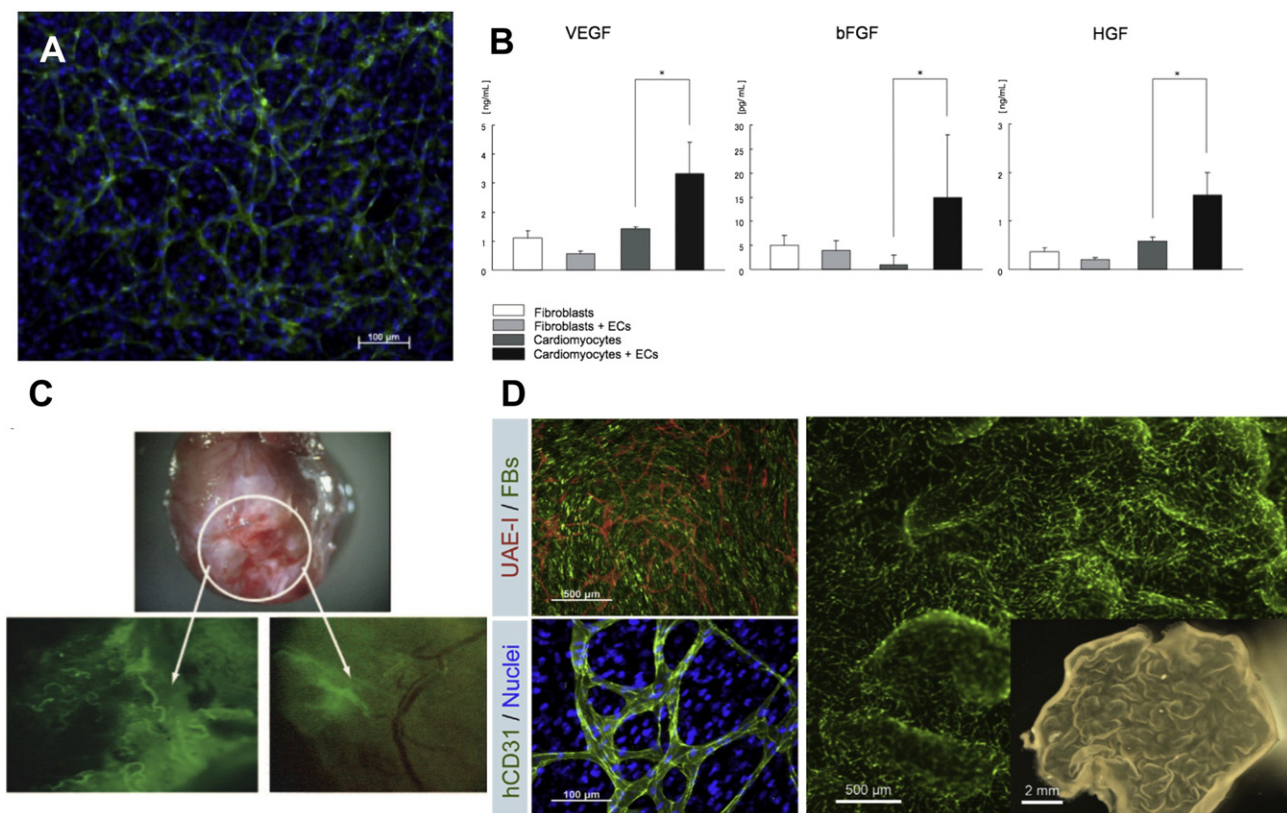 A
100 µm
B
VEGF
[ng/mL]
5
4
3
2
1
0
*
bFGF
[pg/mL]
30
25
20
15
10
5
0
*
HGF
[ng/mL]
3
2
1
0
*
Fibroblasts
Fibroblasts + ECs
Cardiomyocytes
Cardiomyocytes + ECs
C
D
UAE-I / FBs
500 µm
hCD31 / Nuclei
100 µm
500 µm
2 mm